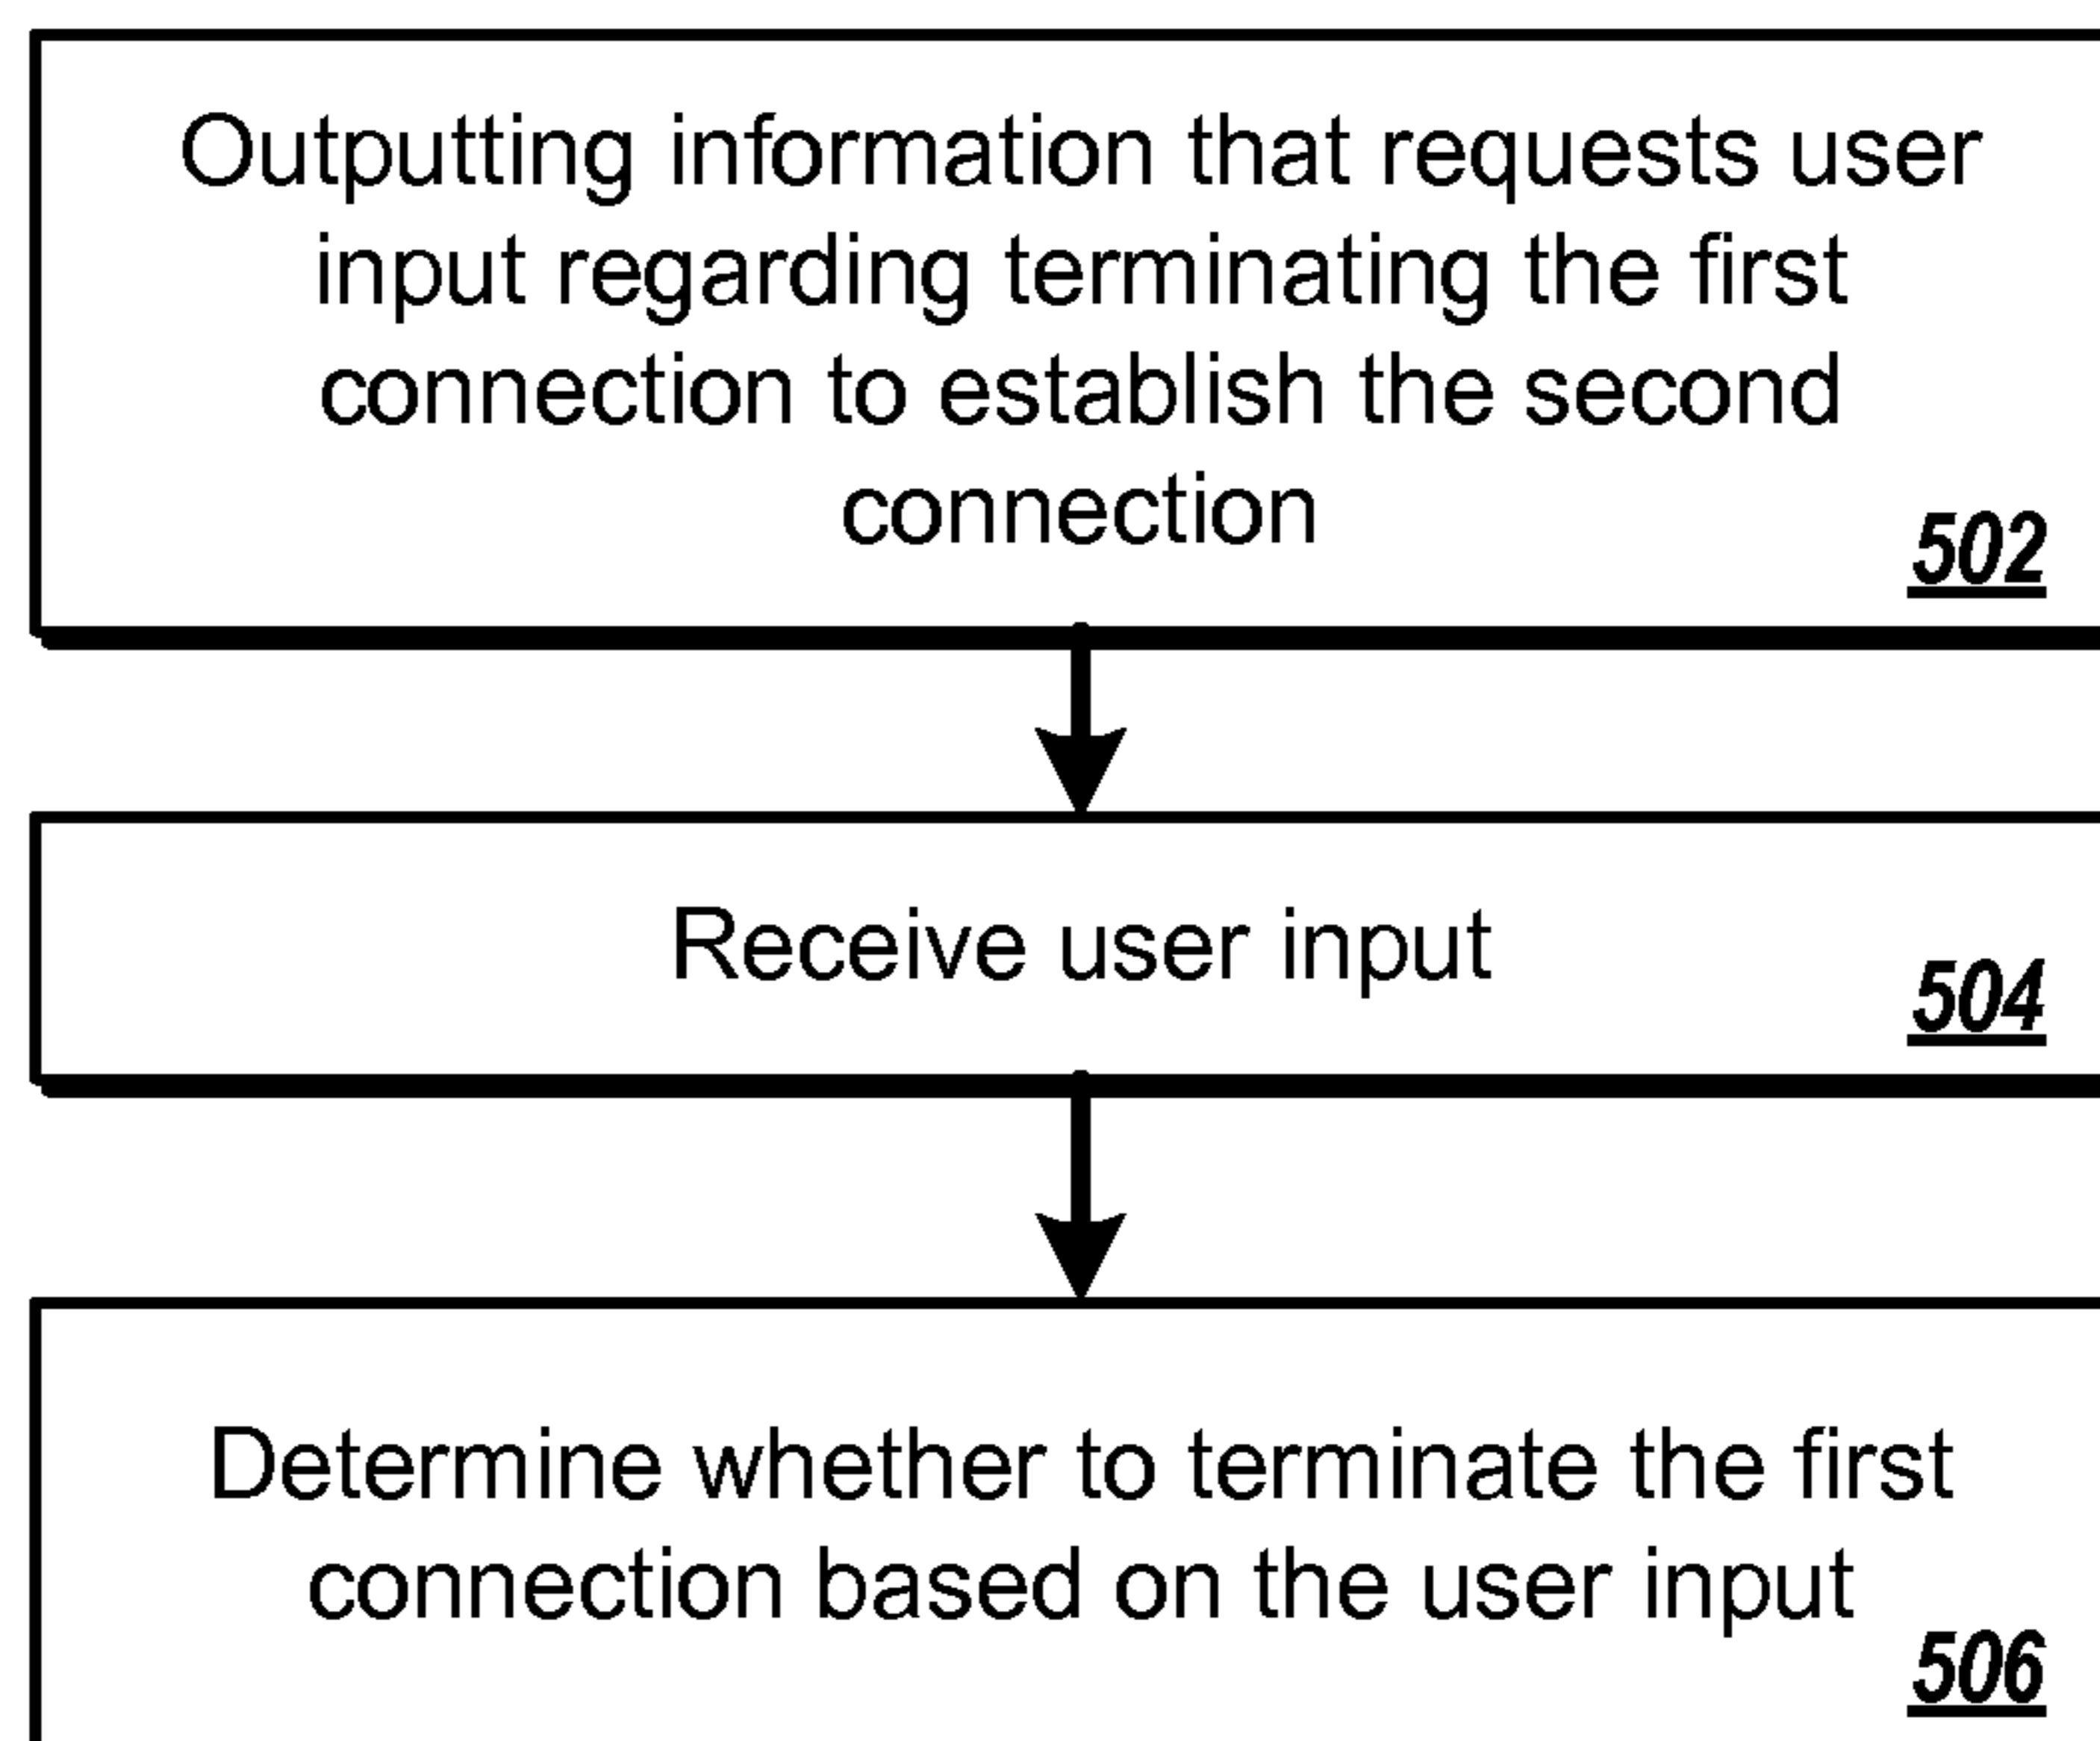 Outputting information that requests user
input regarding terminating the first
connection to establish the second
connection
502
Receive user input
504
Determine whether to terminate the first
connection based on the user input
506